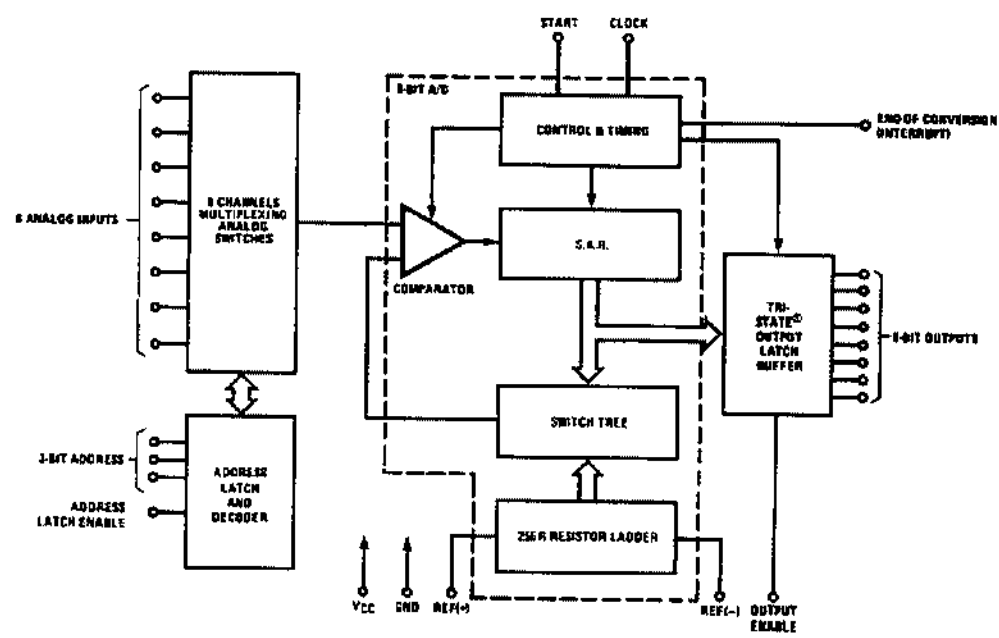 START
CLOCK
8-BIT A/D
CONTROL & TIMING
END OF CONVERSION
(INTERRUPT)
8 ANALOG INPUTS
8 CHANNELS
MULTIPLEXING
ANALOG
SWITCHES
S.A.R.
COMPARATOR
TRI-
STATE®
OUTPUT
LATCH
BUFFER
8-BIT OUTPUTS
SWITCH TREE
3-BIT ADDRESS
ADDRESS
LATCH ENABLE
ADDRESS
LATCH
AND
DECODER
256R RESISTOR LADDER
VCC
GND
REF(+)
REF(−)
OUTPUT
ENABLE